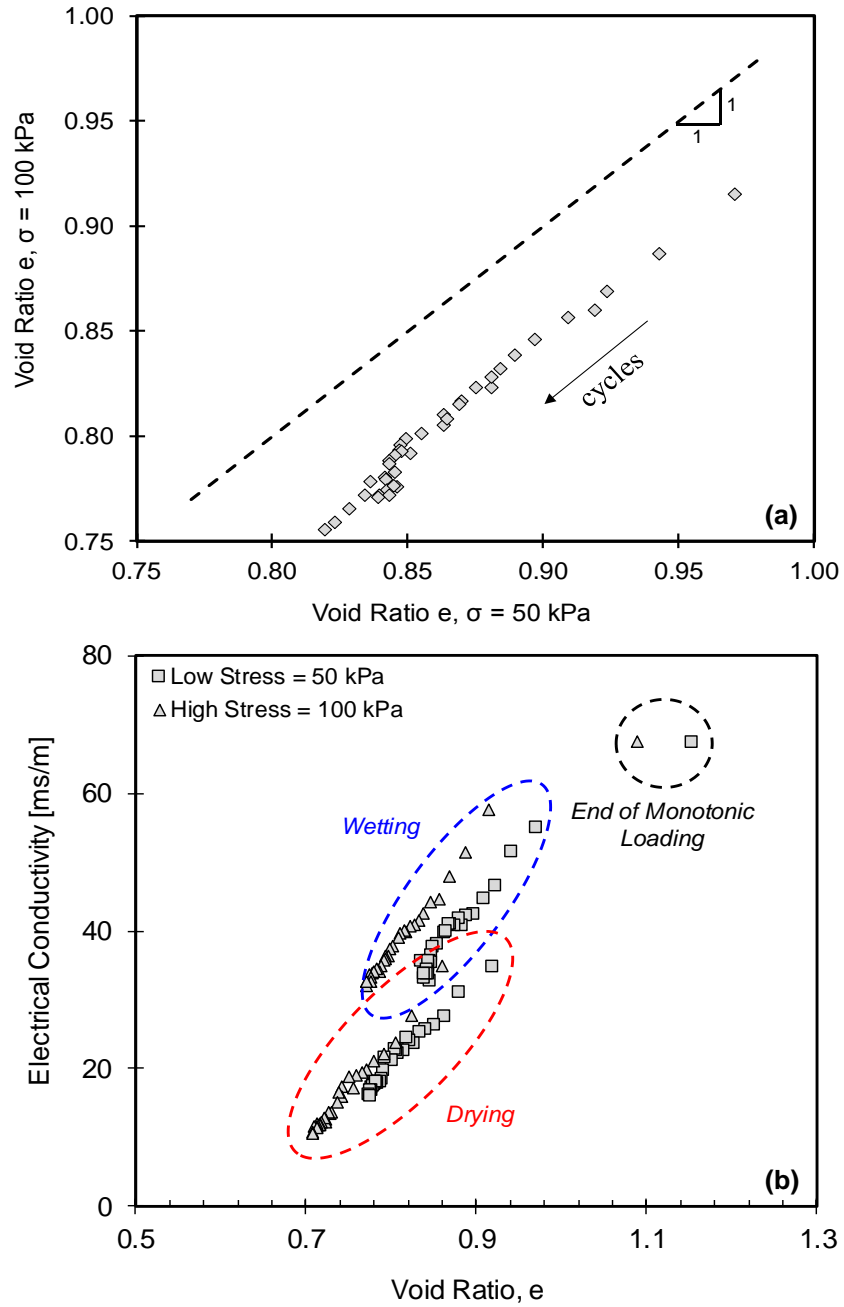 1.00
0.95
0.90
0.85
0.80
0.75
Void Ratio e, σ = 100 kPa
1
1
cycles
(a)
0.75
0.80
0.85
0.90
0.95
1.00
Void Ratio e, σ = 50 kPa
80
60
40
20
0
Electrical Conductivity [ms/m]
Low Stress = 50 kPa
High Stress = 100 kPa
Wetting
End of Monotonic
Loading
Drying
(b)
0.5
0.7
0.9
1.1
1.3
Void Ratio, e